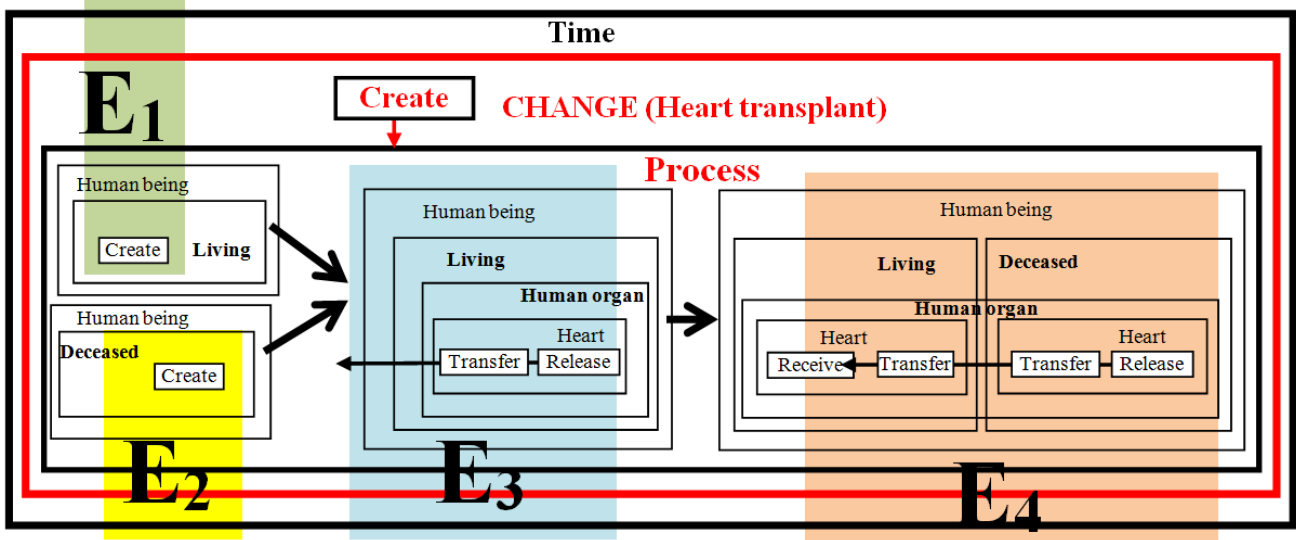 Time
E1
Create
CHANGE (Heart transplant)
Process
Human being
Create
Living
Human being
Deceased
Create
E2
Human being
Living
Human organ
Heart
Transfer
Release
E3
Human being
Living
Deceased
Human organ
Heart
Heart
Receive
Transfer
Transfer
Release
E4